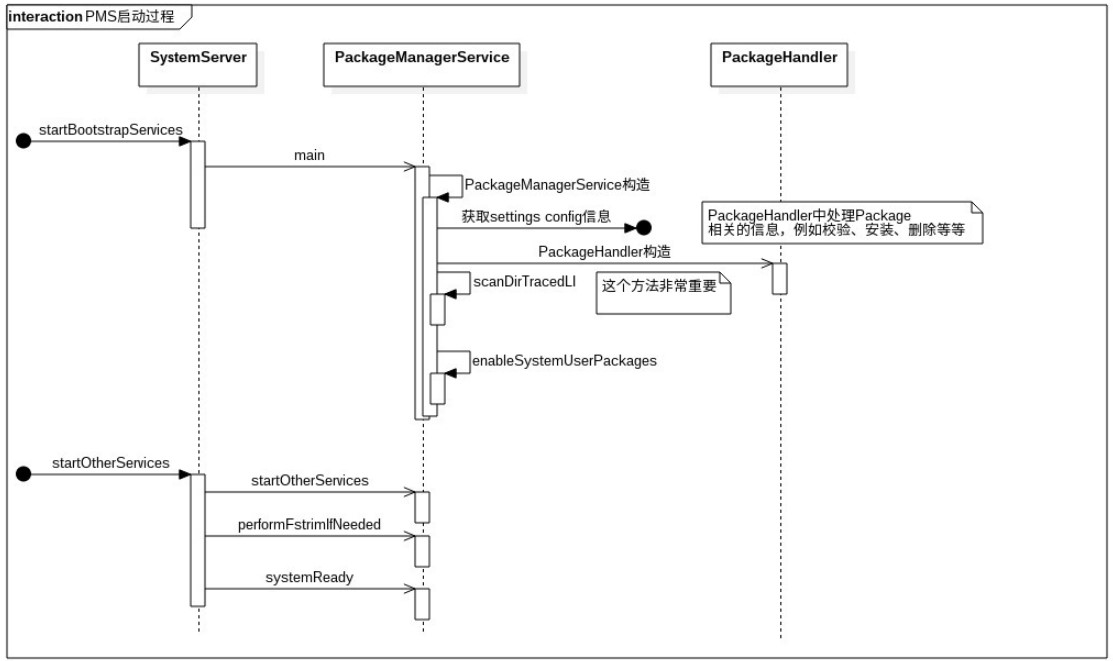 interaction PMS启动过程
SystemServer
PackageManagerService
PackageHandler
startBootstrapServices
main
PackageManagerService构造
获取settings config信息
PackageHandler中处理Package
相关的信息，例如校验、安装、删除等等
PackageHandler构造
scanDirTracedLI
这个方法非常重要
enableSystemUserPackages
startOtherServices
startOtherServices
performFstrimIfNeeded
systemReady